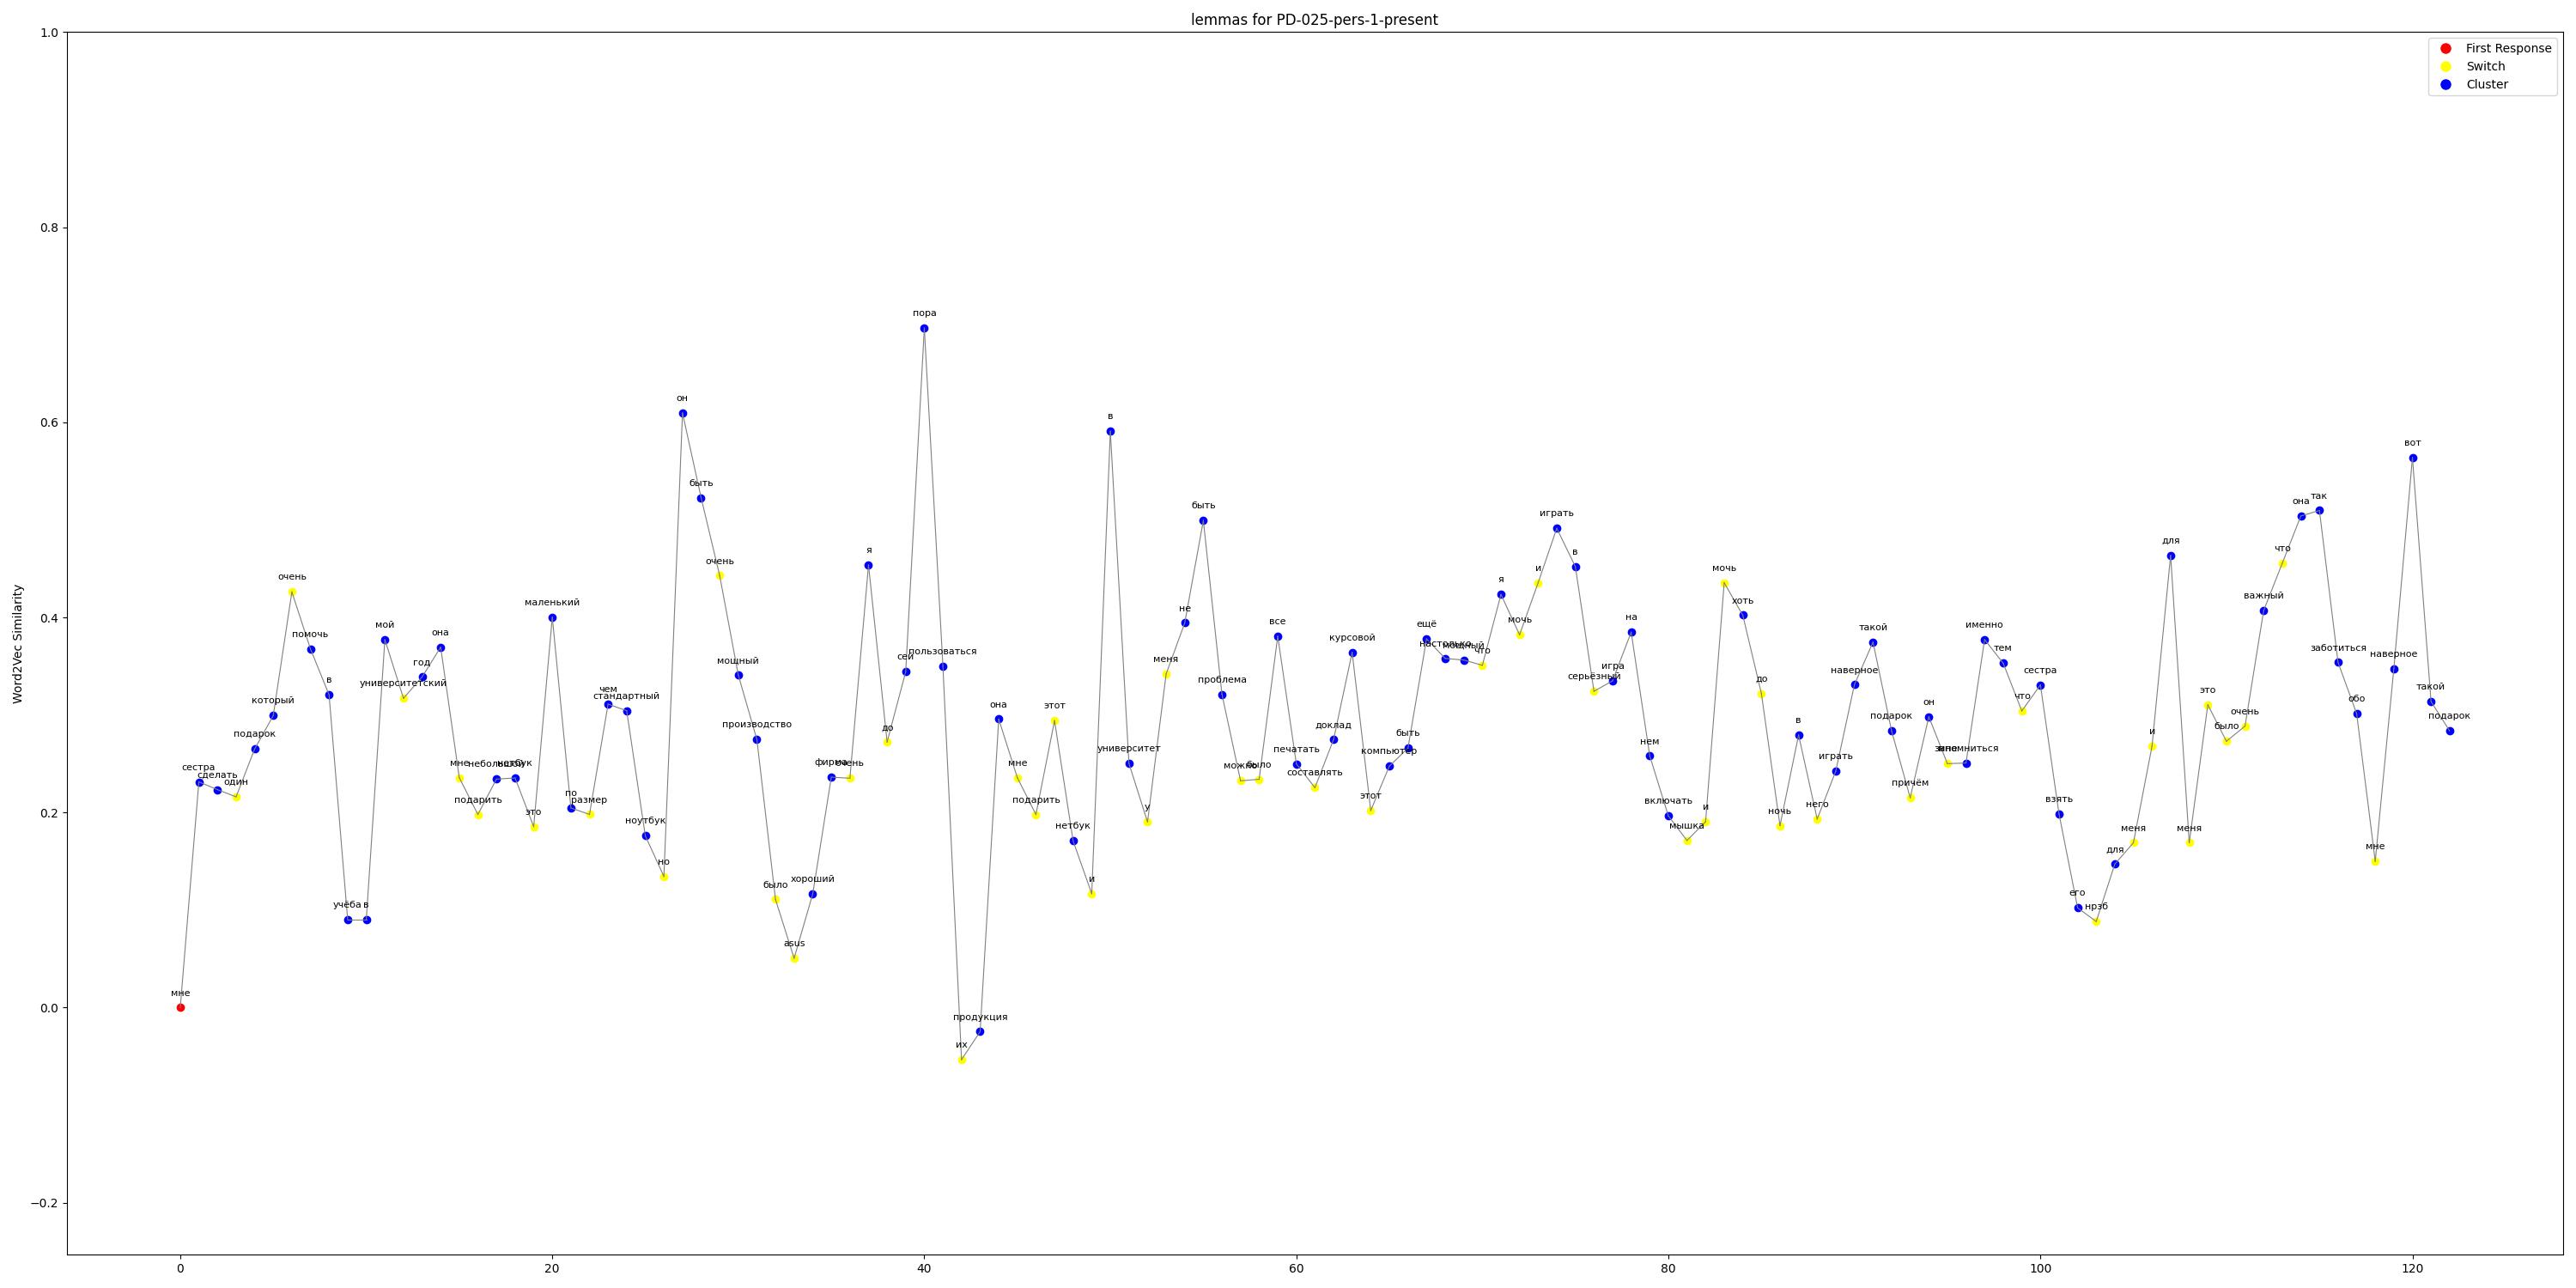 lemmas for PD-025-pers-1-present
1.0
0.8
0.6
0.4
0.2
0.0
−0.2
Word2Vec Similarity
0
20
40
60
80
100
120
First Response
Switch
Cluster
мне
сестра
сделать
один
подарок
который
очень
помочь
в
учёба
в
мой
университетский
год
она
мне
подарить
небольшой
нетбук
это
маленький
по
размер
чем
стандартный
ноутбук
но
он
быть
очень
мощный
производство
было
asus
хороший
фирма
очень
я
до
сей
пора
пользоваться
их
продукция
она
мне
подарить
этот
нетбук
и
в
университет
у
меня
не
быть
проблема
можно
было
все
печатать
составлять
доклад
курсовой
этот
компьютер
быть
ещё
настолько
мощный
что
я
мочь
и
играть
в
серьёзный
игра
на
нем
включать
мышка
и
мочь
хоть
до
ночь
в
него
играть
наверное
такой
подарок
причём
он
запомниться
именно
тем
что
сестра
взять
его
нрзб
для
меня
и
для
меня
это
было
очень
важный
что
она
так
заботиться
обо
мне
наверное
вот
такой
подарок